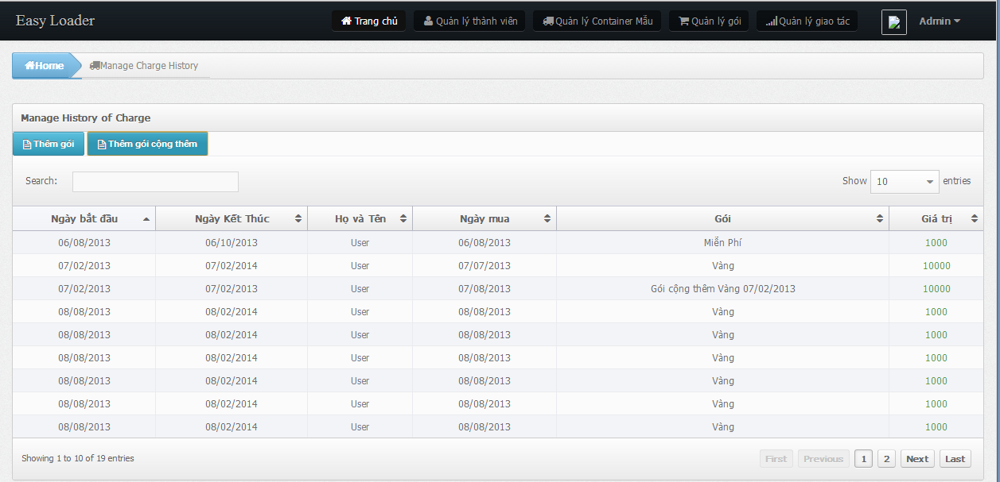 Easy Loader Trang chủ Quản lý thành viên Quản lý Container Mẫu Quản lý gói Quản lý giao tác Admin
Home Manage Charge History
Manage History of Charge
Thêm gói Thêm gói cộng thêm
Search: Show 10 entries
Ngày bắt đầu Ngày Kết Thúc Họ và Tên Ngày mua Gói Giá trị
06/08/2013 06/10/2013 User 06/08/2013 Miễn Phí 1000
07/02/2013 07/02/2014 User 07/07/2013 Vàng 10000
07/02/2013 07/02/2013 User 07/08/2013 Gói cộng thêm Vàng 07/02/2013 10000
08/08/2013 08/02/2014 User 08/08/2013 Vàng 1000
08/08/2013 08/02/2014 User 08/08/2013 Vàng 1000
08/08/2013 08/02/2014 User 08/08/2013 Vàng 1000
08/08/2013 08/02/2014 User 08/08/2013 Vàng 1000
08/08/2013 08/02/2014 User 08/08/2013 Vàng 1000
08/08/2013 08/02/2014 User 08/08/2013 Vàng 1000
Showing 1 to 10 of 19 entries First Previous 1 2 Next Last